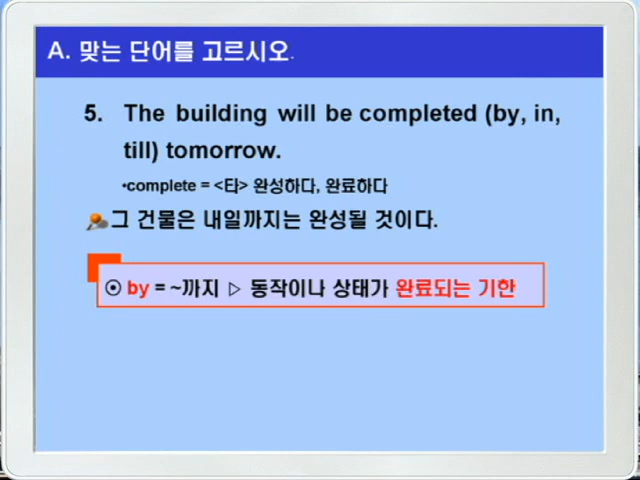 A. 맞는 단어를 고르시오.
5. The building will be completed (by, in,
till) tomorrow.
•complete = <타> 완성하다, 완료하다
그 건물은 내일까지는 완성될 것이다.
⊙ by = ~까지 ▷ 동작이나 상태가 완료되는 기한